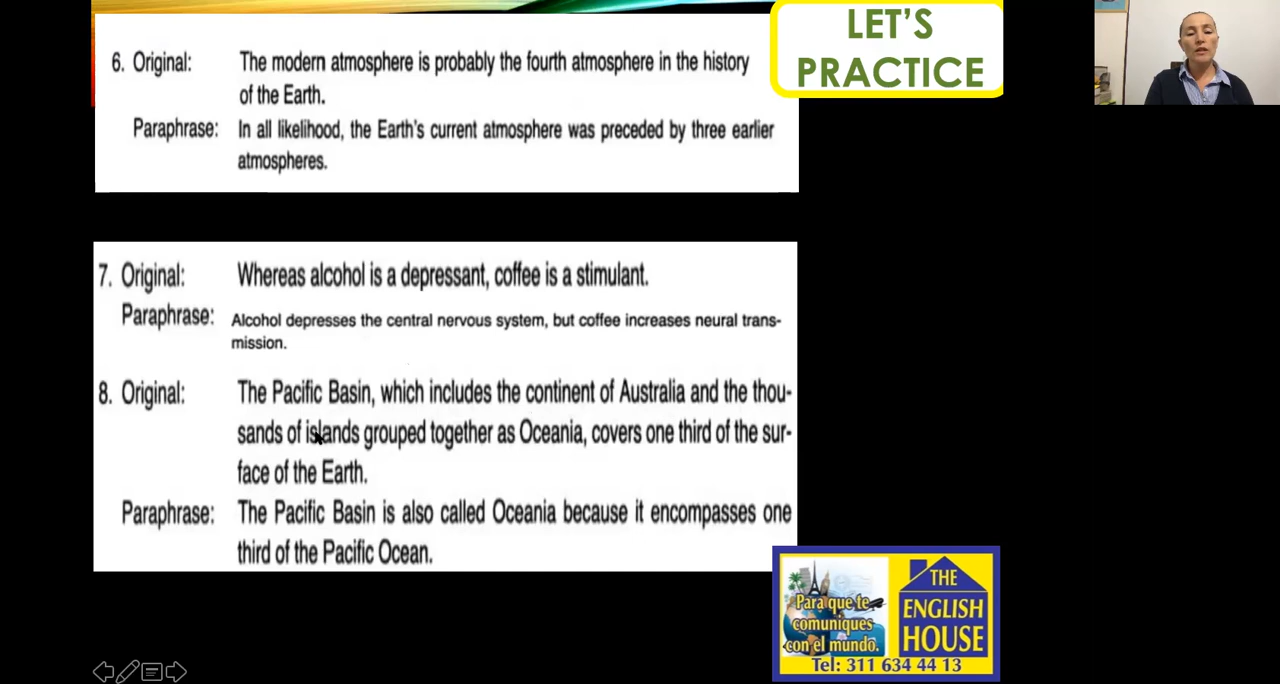 LET'S
PRACTICE
6. Original: The modern atmosphere is probably the fourth atmosphere in the history
of the Earth.
Paraphrase: In all likelihood, the Earth's current atmosphere was preceded by three earlier
atmospheres.
7. Original: Whereas alcohol is a depressant, coffee is a stimulant.
Paraphrase: Alcohol depresses the central nervous system, but coffee increases neural trans-
mission.
8. Original: The Pacific Basin, which includes the continent of Australia and the thou-
sands of islands grouped together as Oceania, covers one third of the sur-
face of the Earth.
Paraphrase: The Pacific Basin is also called Oceania because it encompasses one
third of the Pacific Ocean.
Para que te
comuniques
con el mundo.
THE
ENGLISH
HOUSE
Tel: 311 634 44 13